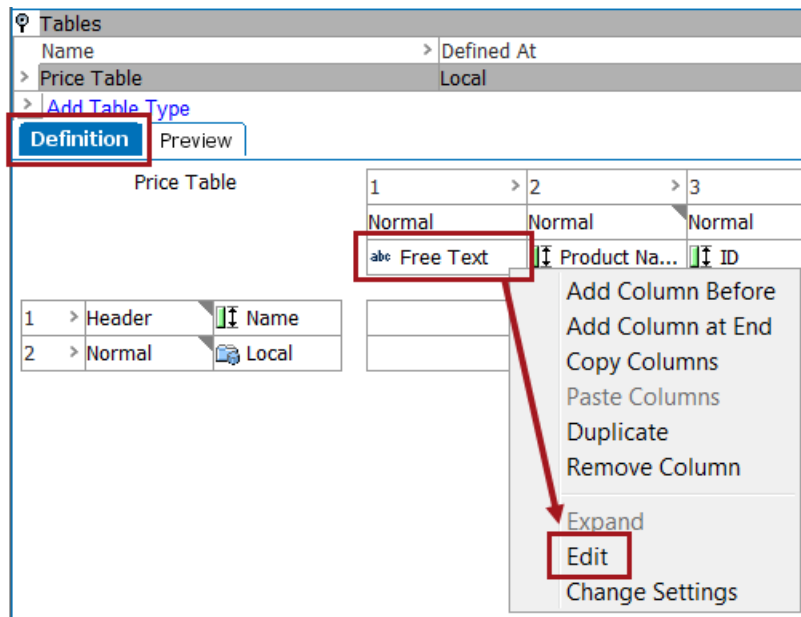 Tables
Name > Defined At
> Price Table Local
> Add Table Type
Definition Preview
Price Table 1 > 2 > 3
Normal Normal Normal
abc Free Text Product Na... ID
1 > Header Name
2 > Normal Local
Add Column Before
Add Column at End
Copy Columns
Paste Columns
Duplicate
Remove Column
Expand
Edit
Change Settings